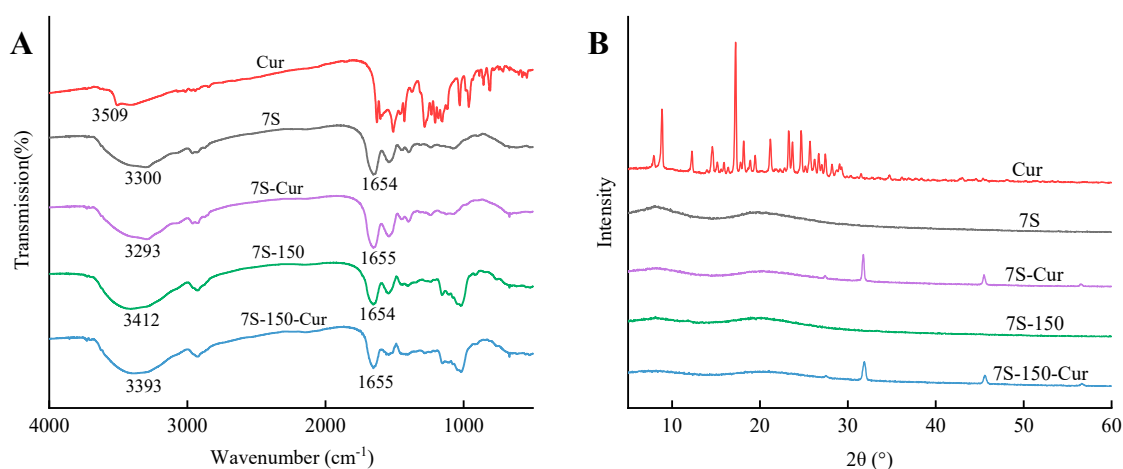 A
Transmission(%)
Cur
3509
7S
3300
1654
7S-Cur
3293
1655
7S-150
3412
1654
7S-150-Cur
3393
1655
4000 3000 2000 1000
Wavenumber (cm⁻¹)
B
Intensity
Cur
7S
7S-Cur
7S-150
7S-150-Cur
10 20 30 40 50 60
2θ (°)